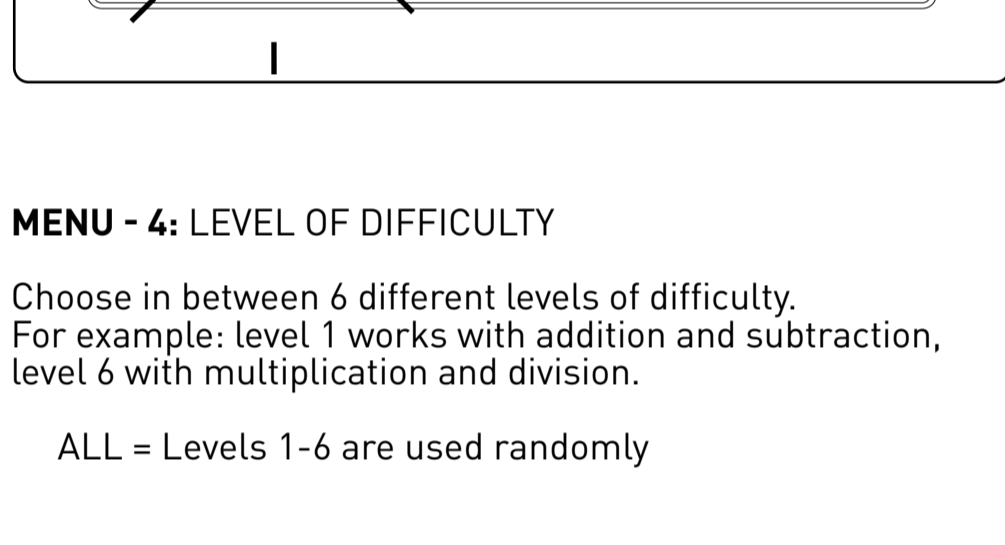 MENU - 4: LEVEL OF DIFFICULTY
Choose in between 6 different levels of difficulty.
For example: level 1 works with addition and subtraction,
level 6 with multiplication and division.
ALL = Levels 1-6 are used randomly